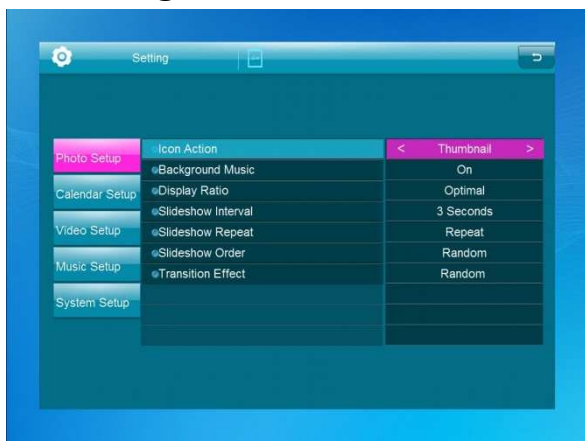 Setting
Photo Setup
Calendar Setup
Video Setup
Music Setup
System Setup
Icon Action < Thumbnail >
Background Music On
Display Ratio Optimal
Slideshow Interval 3 Seconds
Slideshow Repeat Repeat
Slideshow Order Random
Transition Effect Random